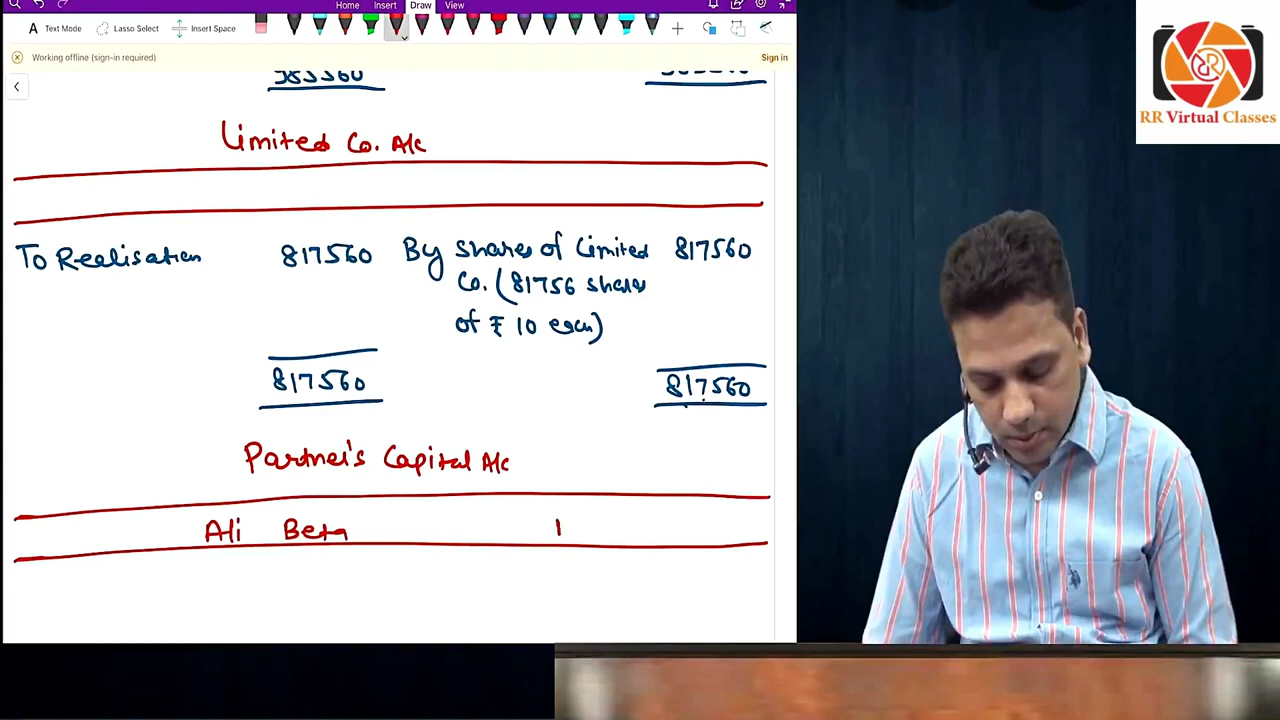 Home Insert Draw View
Text Mode Lasso Select Insert Space
Working offline (sign-in required) Sign in
RR Virtual Classes
Limited Co. A/c
To Realisation 817560 By shares of Limited 817560
Co. (81756 shares
of ₹ 10 each)
817560 817560
Partner's Capital A/c
Ali Beta